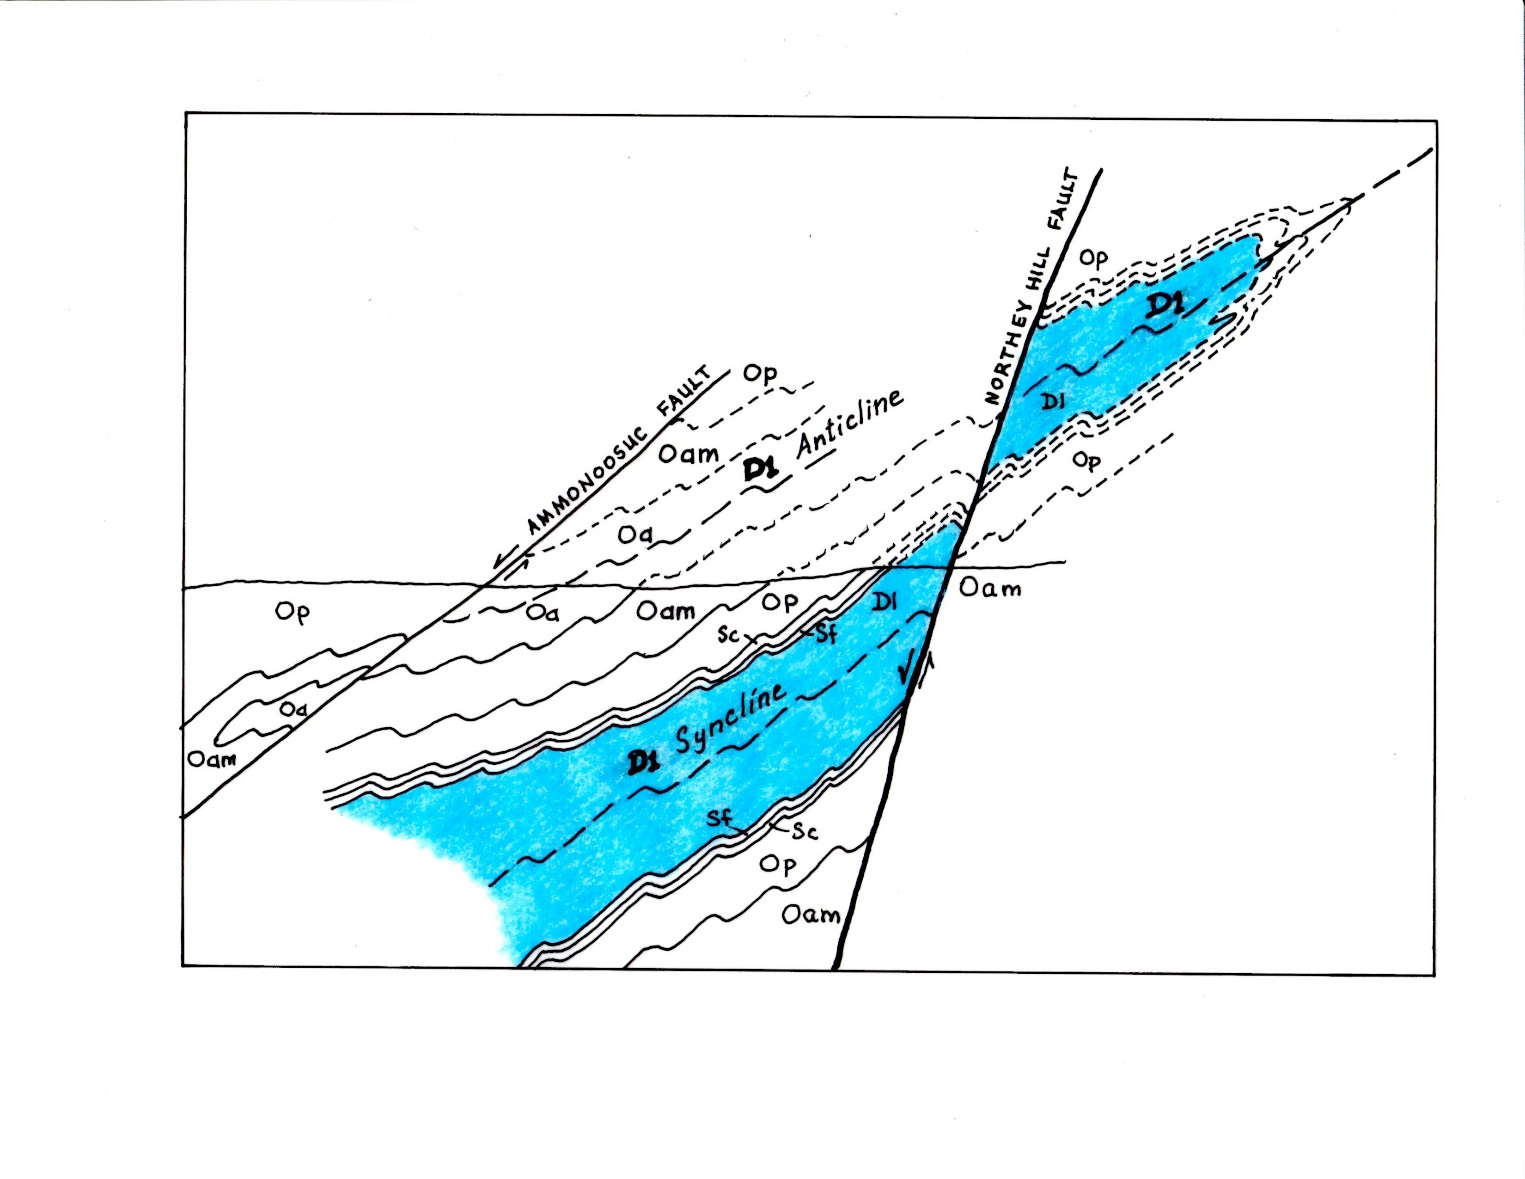 NORTHEY HILL FAULT
Op
D1
AMMONOOSUC FAULT
Op
Anticline
Dl
Oam
D1
Op
Oa
Op
Oa
Oam
Op
Dl
Oam
Sc
Sf
Oa
D1 Syncline
Oam
Sf
Sc
Op
Oam